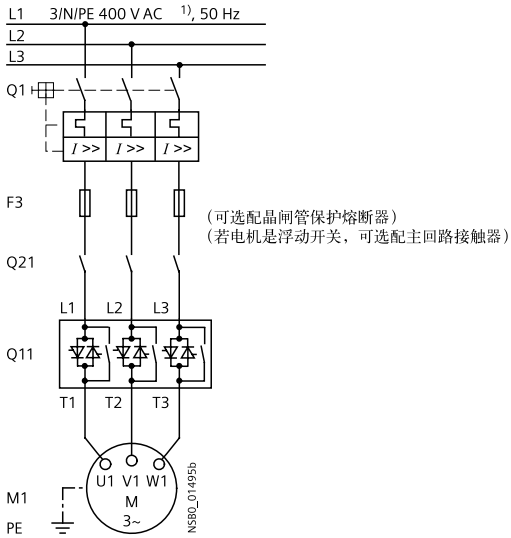 L1 3/N/PE 400 V AC 1), 50 Hz
L2
L3
Q1
I >> I >> I >>
F3
(可选配晶闸管保护熔断器)
(若电机是浮动开关,可选配主回路接触器)
Q21
L1 L2 L3
Q11
T1 T2 T3
U1 V1 W1
M
3~
M1
PE
NSB0_01495b